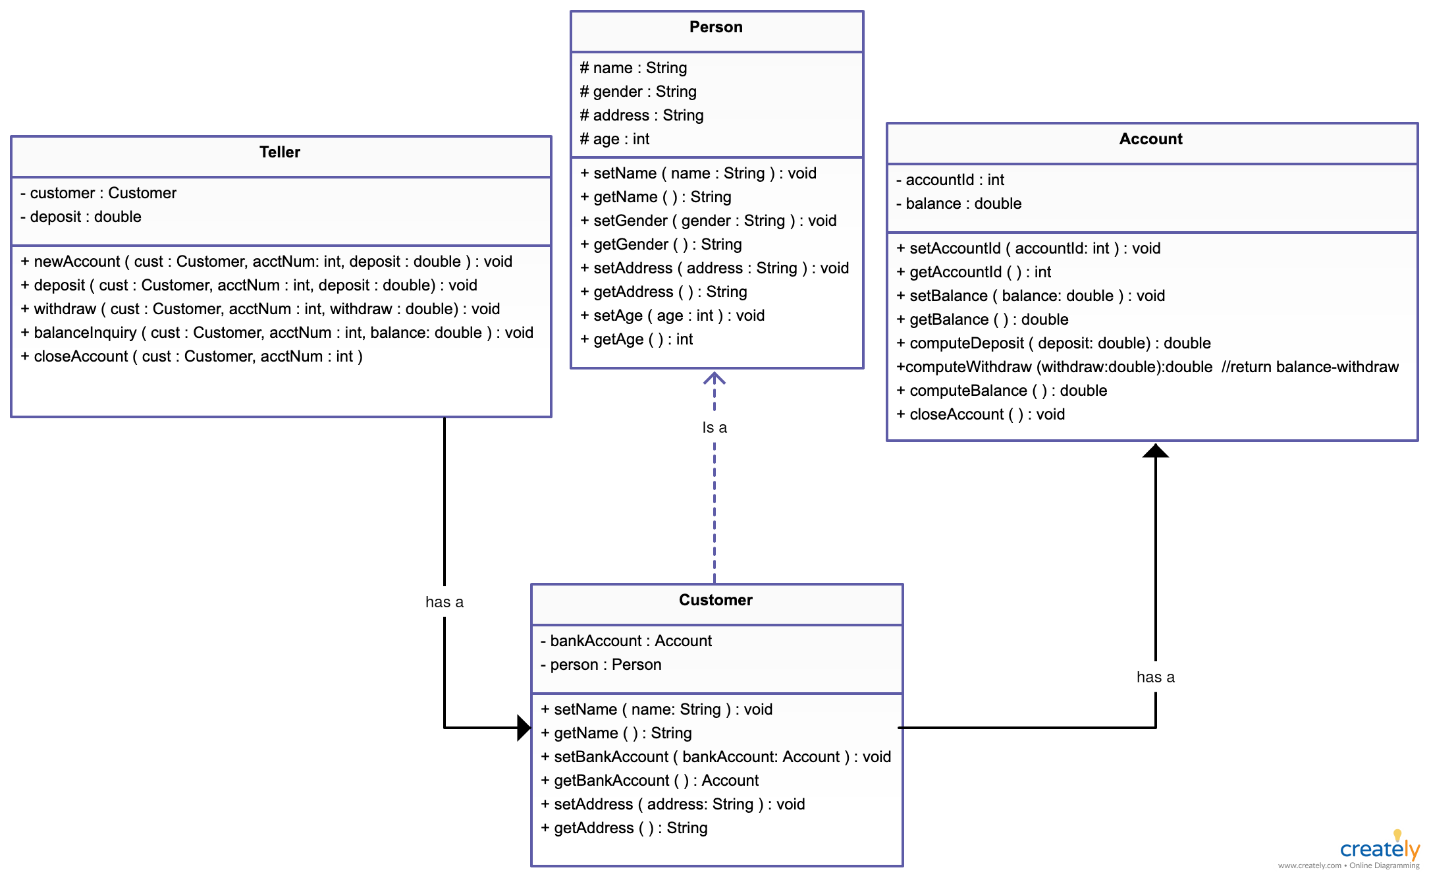 Person
# name : String
# gender : String
# address : String
# age : int
+ setName ( name : String ) : void
+ getName ( ) : String
+ setGender ( gender : String ) : void
+ getGender ( ) : String
+ setAddress ( address : String ) : void
+ getAddress ( ) : String
+ setAge ( age : int ) : void
+ getAge ( ) : int
Teller
- customer : Customer
- deposit : double
+ newAccount ( cust : Customer, acctNum: int, deposit : double ) : void
+ deposit ( cust : Customer, acctNum : int, deposit : double) : void
+ withdraw ( cust : Customer, acctNum : int, withdraw : double) : void
+ balanceInquiry ( cust : Customer, acctNum : int, balance: double ) : void
+ closeAccount ( cust : Customer, acctNum : int )
Account
- accountId : int
- balance : double
+ setAccountId ( accountId: int ) : void
+ getAccountId ( ) : int
+ setBalance ( balance: double ) : void
+ getBalance ( ) : double
+ computeDeposit ( deposit: double) : double
+computeWithdraw (withdraw:double):double //return balance-withdraw
+ computeBalance ( ) : double
+ closeAccount ( ) : void
Is a
has a
has a
Customer
- bankAccount : Account
- person : Person
+ setName ( name: String ) : void
+ getName ( ) : String
+ setBankAccount ( bankAccount: Account ) : void
+ getBankAccount ( ) : Account
+ setAddress ( address: String ) : void
+ getAddress ( ) : String
creately
www.creately.com • Online Diagramming